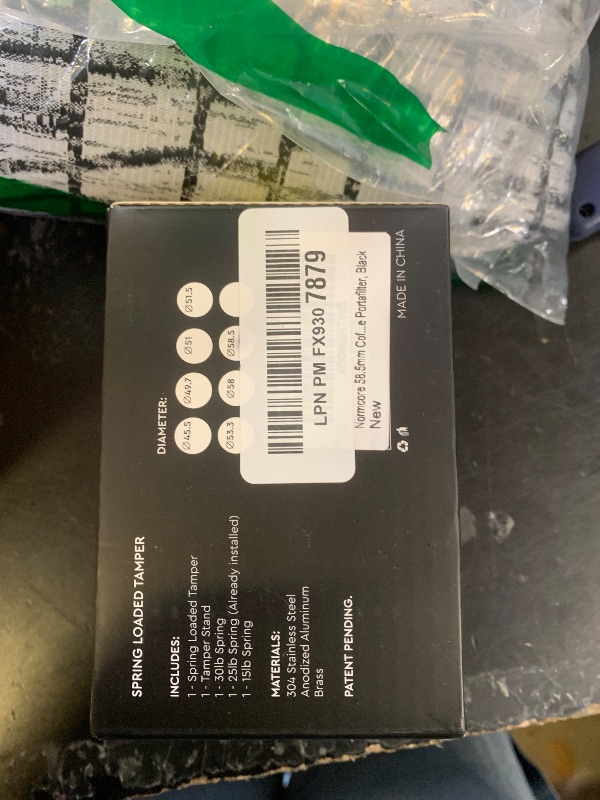 SPRING LOADED TAMPER
INCLUDES:
1 - Spring Loaded Tamper
1 - Tamper Stand
1 - 30lb Spring
1 - 25lb Spring (Already installed)
1 - 15lb Spring
MATERIALS:
304 Stainless Steel
Anodized Aluminum
Brass
PATENT PENDING.
DIAMETER:
Ø45.5 Ø49.7 Ø51 Ø51.5
Ø53.3 Ø58 Ø58.5
LPN PM FX930 7879
Normcore 58.5mm Cof...e Portafilter, Black
New
MADE IN CHINA